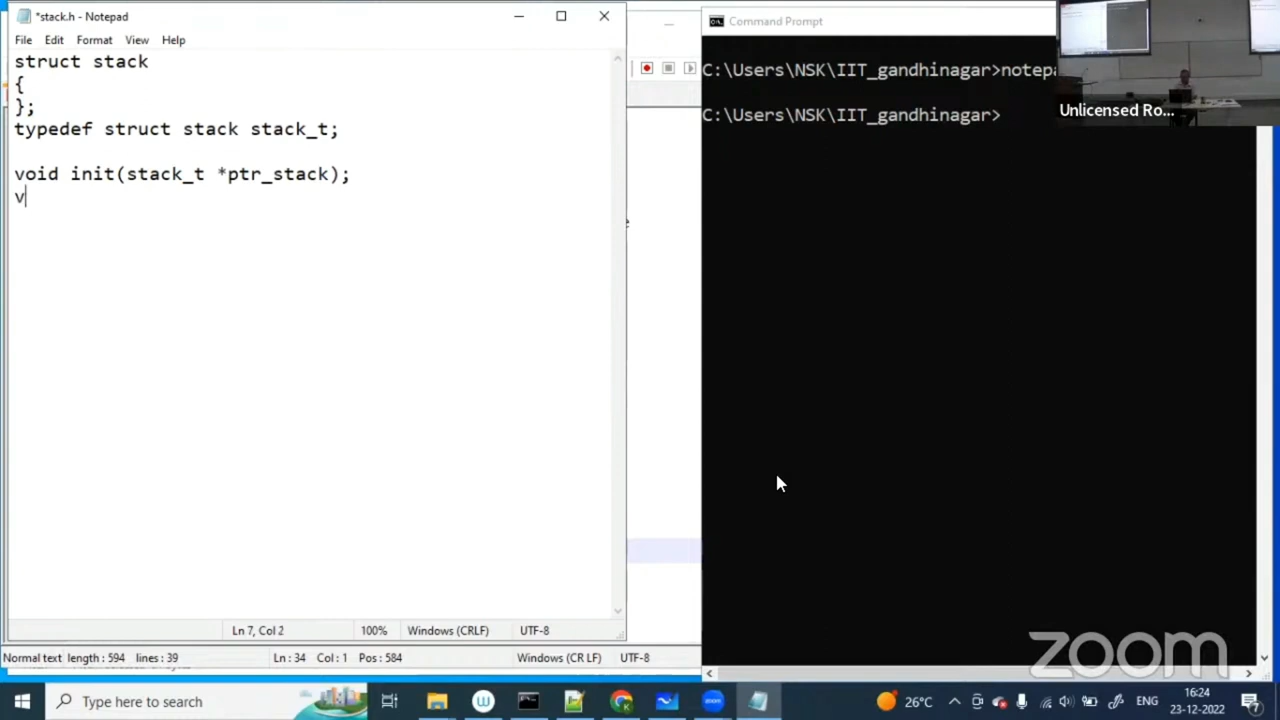 *stack.h - Notepad
File Edit Format View Help
struct stack
{
};
typedef struct stack stack_t;
void init(stack_t *ptr_stack);
v
Ln 7, Col 2 100% Windows (CRLF) UTF-8
Normal text length : 594 lines : 39 Ln : 34 Col : 1 Pos : 584 Windows (CR LF) UTF-8
Command Prompt
C:\Users\NSK\IIT_gandhinagar>notepa
C:\Users\NSK\IIT_gandhinagar>
Unlicensed Ro...
zoom
Type here to search
26°C ENG
16:24
23-12-2022
7